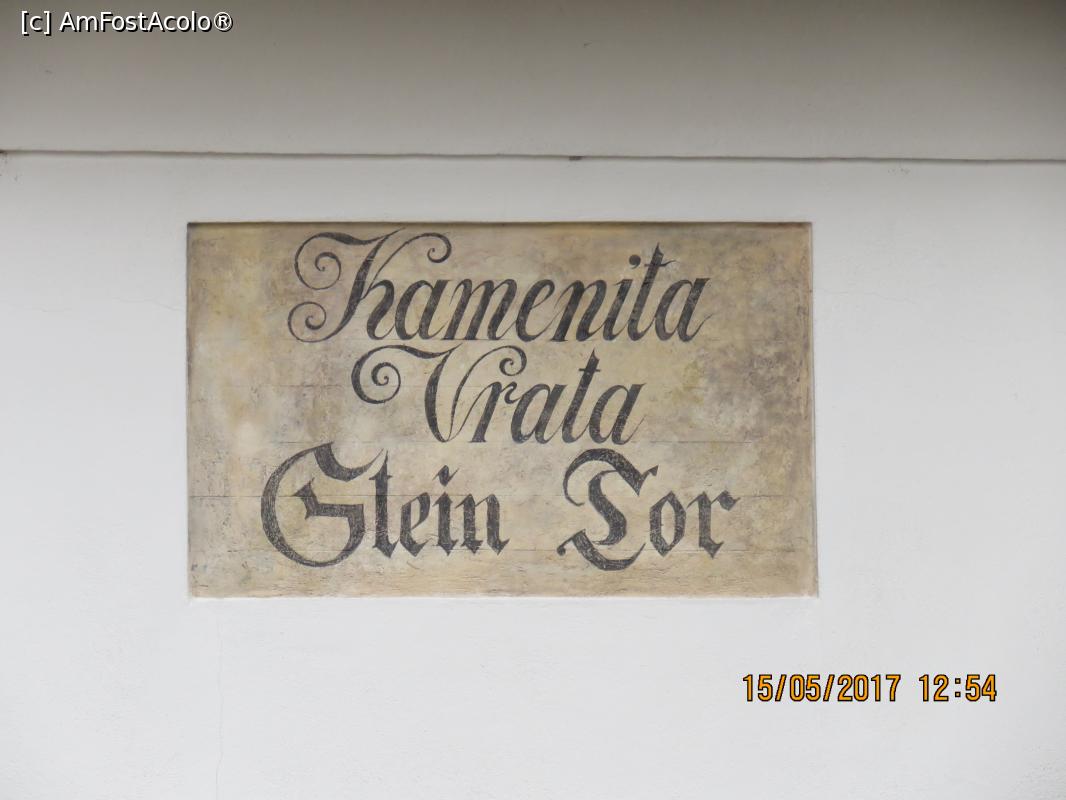 [c] AmFostAcolo®
Kamenita
Vrata
Stein Tor
15/05/2017 12:54